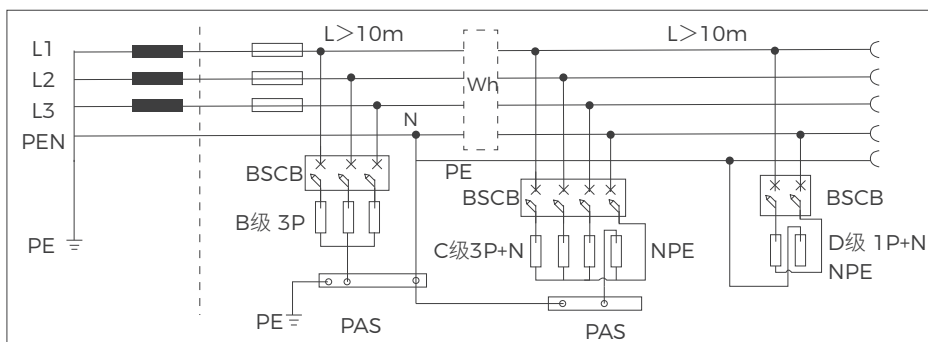 L1
L2
L3
PEN
PE
L＞10m
N
BSCB
B级 3P
PE
PAS
Wh
PE
L＞10m
BSCB
C级3P+N
NPE
PAS
BSCB
D级 1P+N
NPE